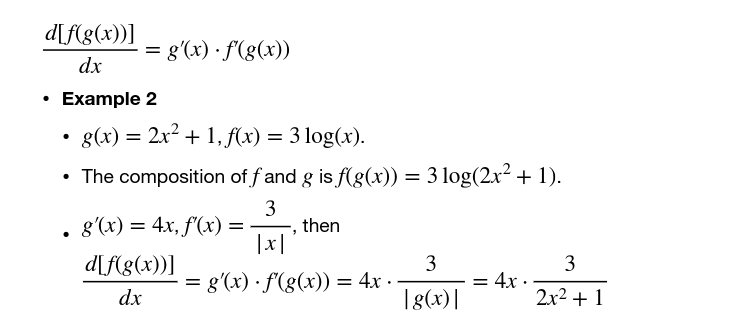 d[f(g(x))]/dx = g′(x) · f′(g(x))
• Example 2
• g(x) = 2x² + 1, f(x) = 3 log(x).
• The composition of f and g is f(g(x)) = 3 log(2x² + 1).
• g′(x) = 4x, f′(x) = 3/|x|, then
d[f(g(x))]/dx = g′(x) · f′(g(x)) = 4x · 3/|g(x)| = 4x · 3/(2x² + 1)